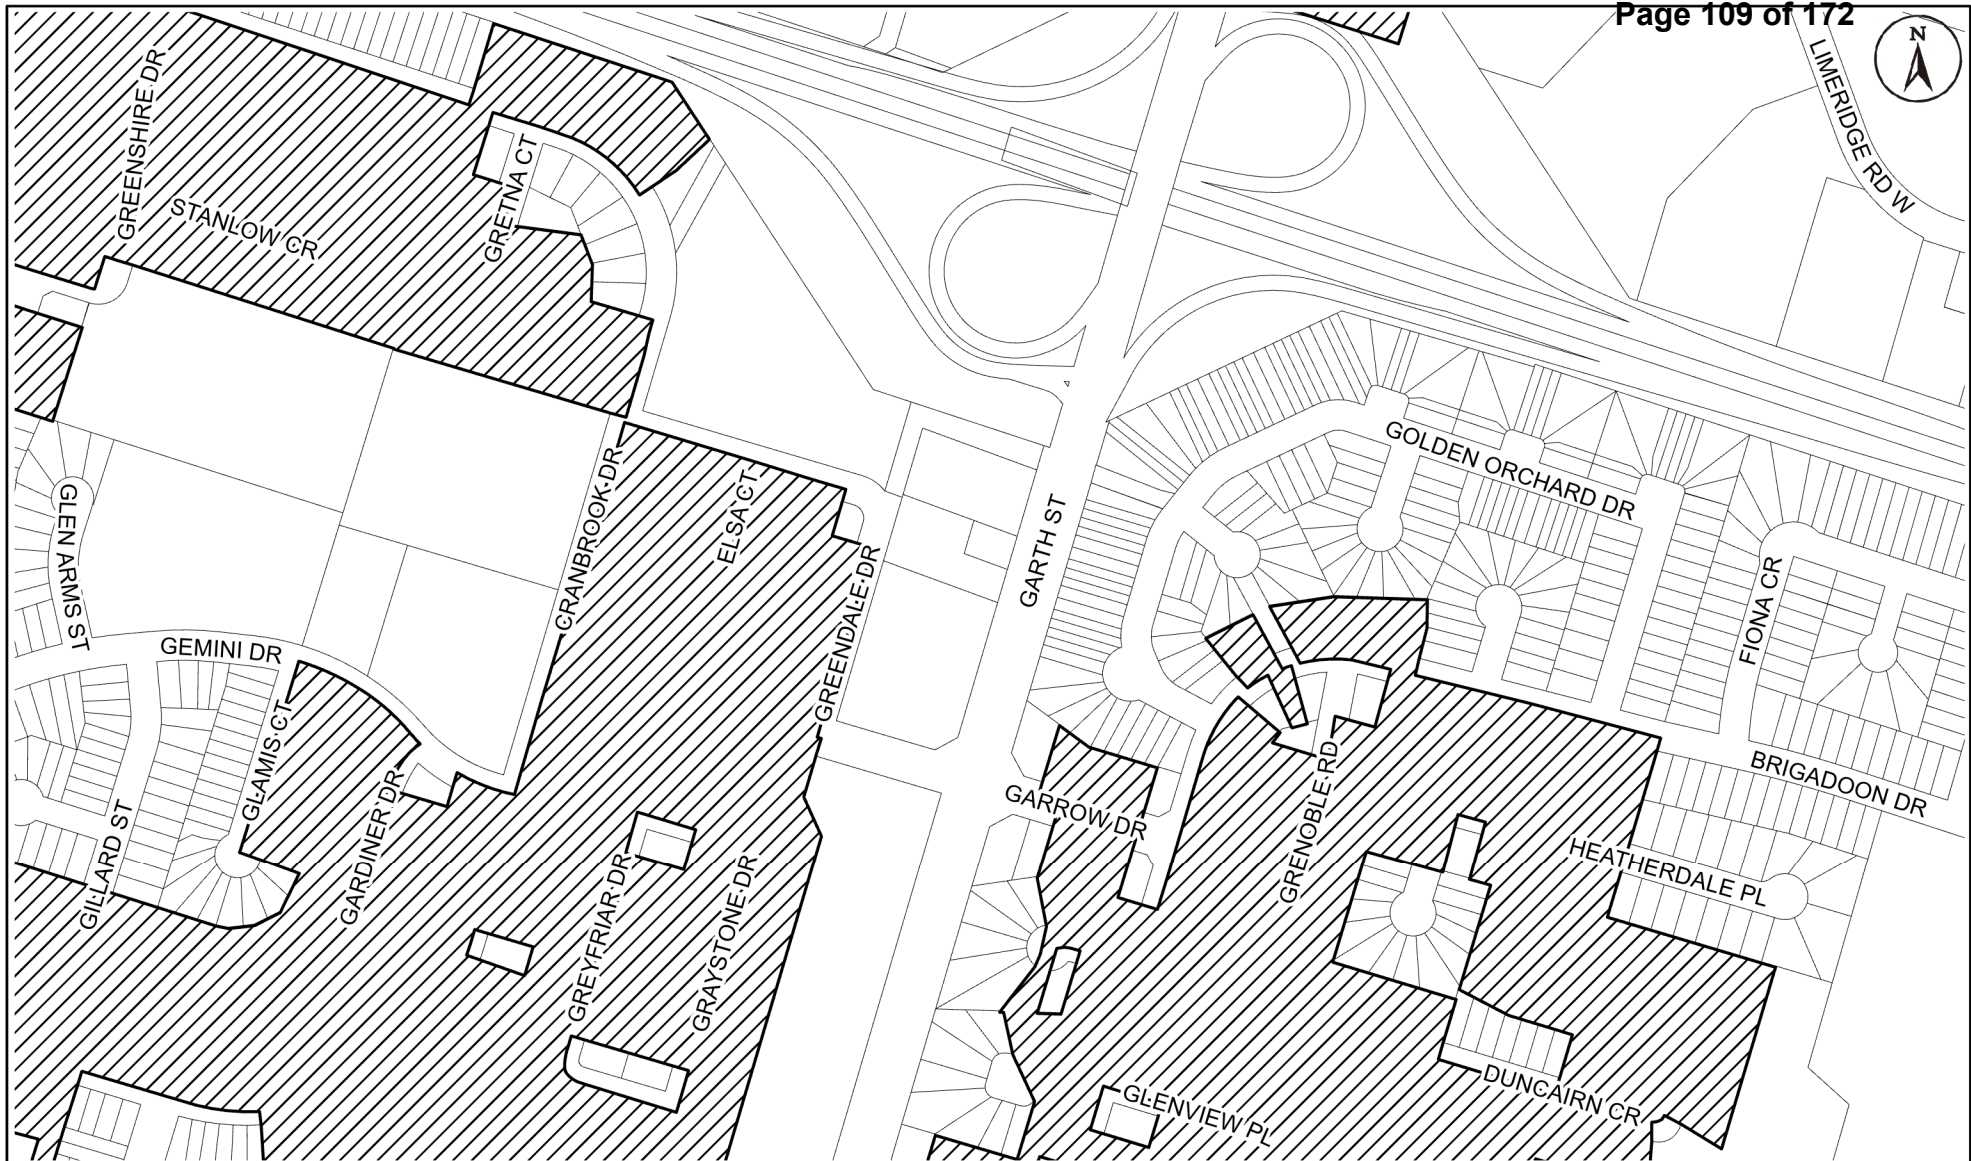 Page 109 of 172
N
LIMERIDGE RD W
GREENSHIRE DR
STANLOW CR
GRETNA CT
GOLDEN ORCHARD DR
GLEN ARMS ST
CRANBROOK DR
ELSA CT
GREENDALE DR
GARTH ST
FIONA CR
GEMINI DR
GLAMIS CT
GARDINER DR
GILLARD ST
GREYFRIAR DR
GRAYSTONE DR
GARROW DR
GRENOBLE RD
BRIGADOON DR
HEATHERDALE PL
DUNCAIRN CR
GLENVIEW PL